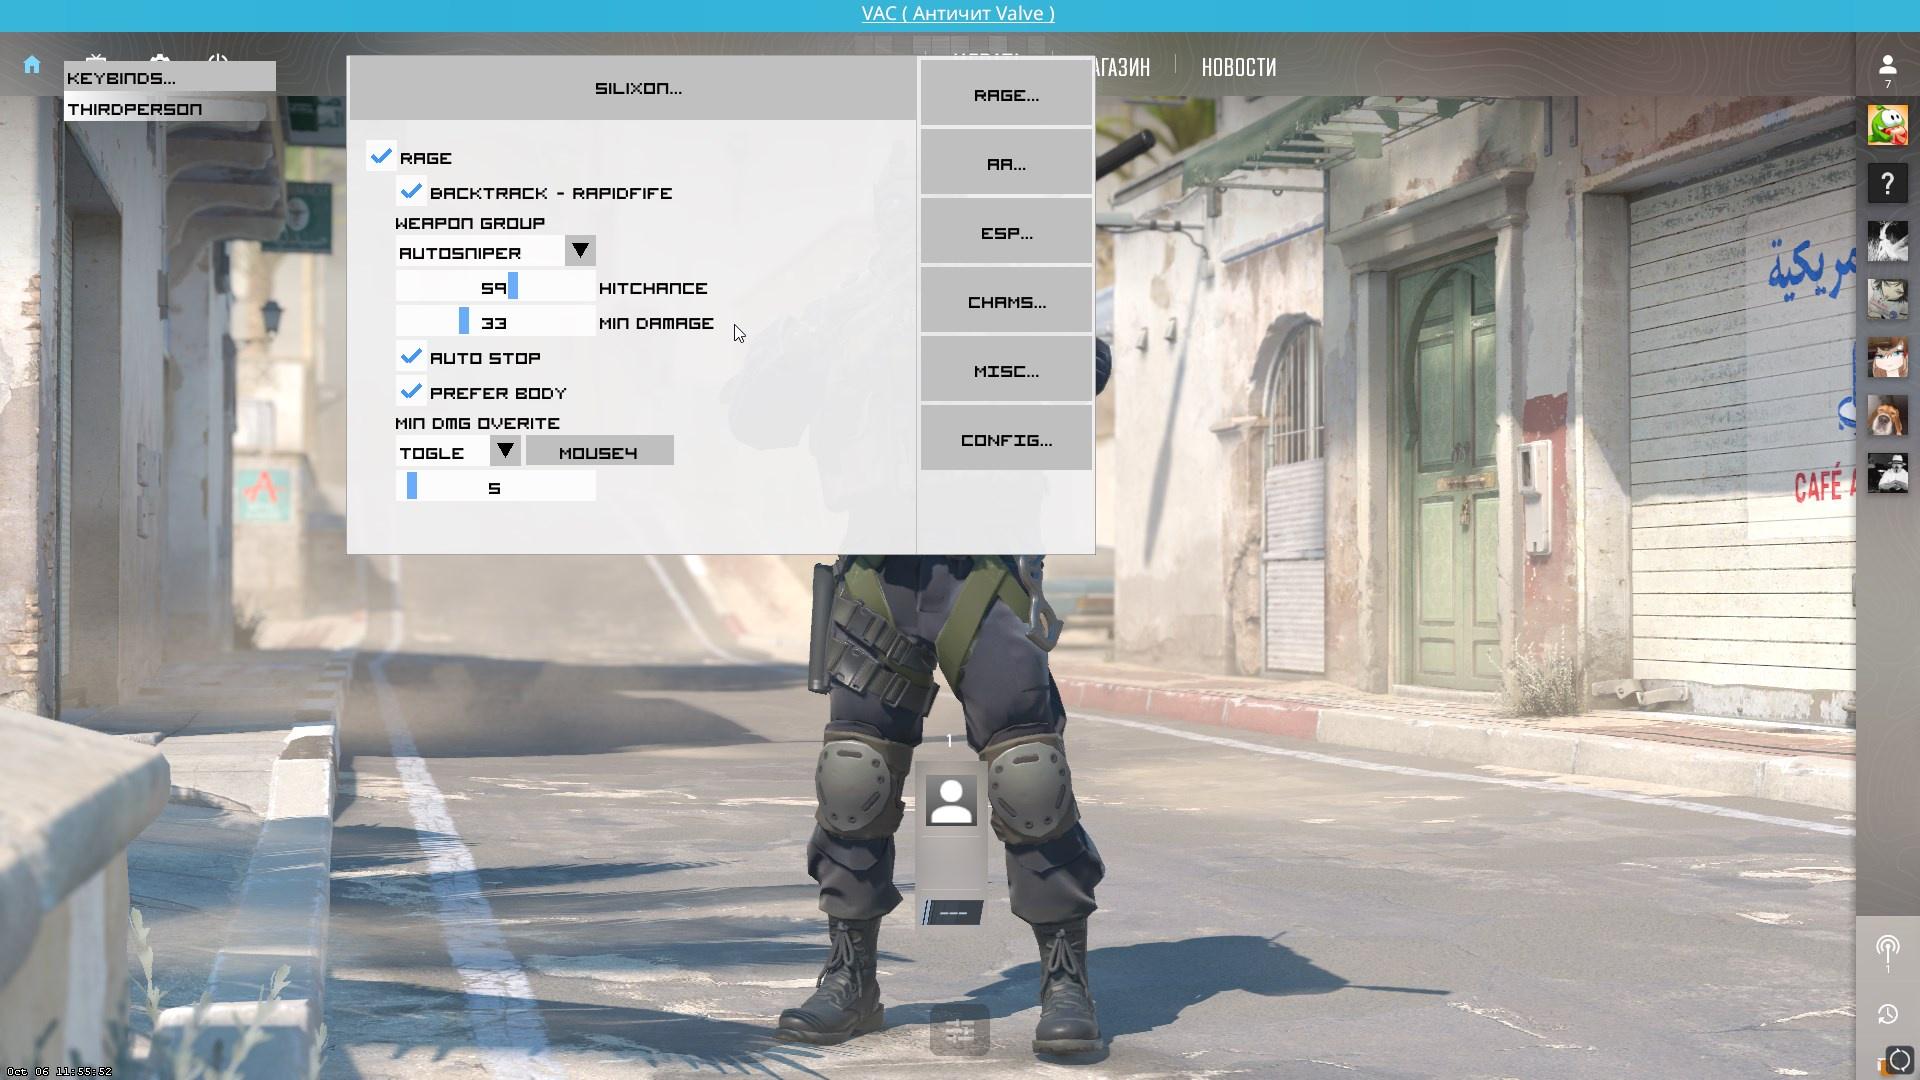 VAC ( Античит Valve )
НОВОСТИ
7
KEYBINDS...
THIRDPERSON
SILIXON...
RAGE
BACKTRACK - RAPIDFIFE
WEAPON GROUP
AUTOSNIPER
59 HITCHANCE
33 MIN DAMAGE
AUTO STOP
PREFER BODY
MIN DMG OVERITE
TOGLE MOUSE4
5
RAGE...
AA...
ESP...
CHAMS...
MISC...
CONFIG...
?
CAFÉ
1
---
1
Oct 06 11:55:52